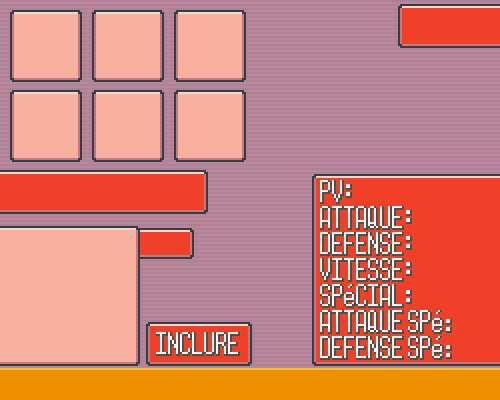 PV:
ATTAQUE:
DEFENSE:
VITESSE:
SPéCIAL:
ATTAQUE SPé:
DEFENSE SPé:
INCLURE